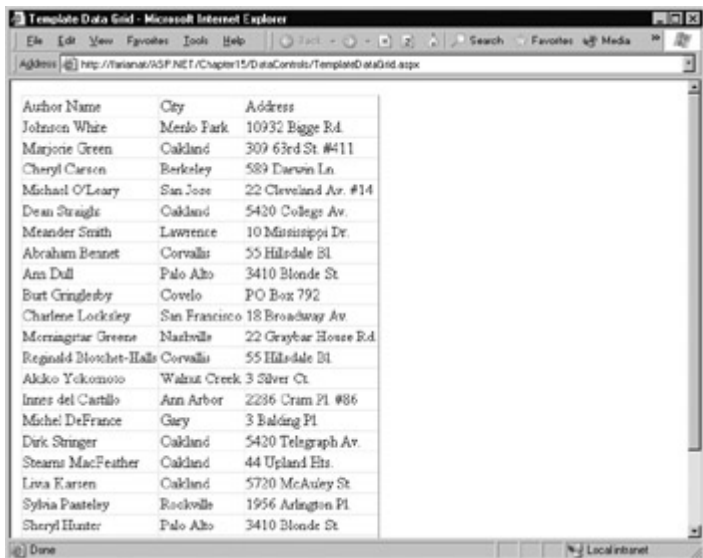 Template Data Grid - Microsoft Internet Explorer
File Edit View Favorites Tools Help Back Search Favorites Media »
Address http://fariamat/ASP.NET/Chapter15/DataControls/TemplateDataGrid.aspx
Author Name City Address
Johnson White Menlo Park 10932 Bigge Rd.
Marjorie Green Oakland 309 63rd St. #411
Cheryl Carson Berkeley 589 Darwin Ln.
Michael O'Leary San Jose 22 Cleveland Av. #14
Dean Straight Oakland 5420 College Av.
Meander Smith Lawrence 10 Mississippi Dr.
Abraham Bennet Corvallis 55 Hillsdale Bl.
Ann Dull Palo Alto 3410 Blonde St.
Burt Gringlesby Covelo PO Box 792
Charlene Locksley San Francisco 18 Broadway Av.
Morningstar Greene Nashville 22 Graybar House Rd.
Reginald Blotchet-Halls Corvallis 55 Hillsdale Bl.
Akiko Yokomoto Walnut Creek 3 Silver Ct.
Innes del Castillo Ann Arbor 2286 Cram Pl. #86
Michel DeFrance Gary 3 Balding Pl.
Dirk Stringer Oakland 5420 Telegraph Av.
Stearns MacFeather Oakland 44 Upland Hts.
Livia Karsen Oakland 5720 McAuley St.
Sylvia Panteley Rockville 1956 Arlington Pl.
Sheryl Hunter Palo Alto 3410 Blonde St.
Done Local intranet